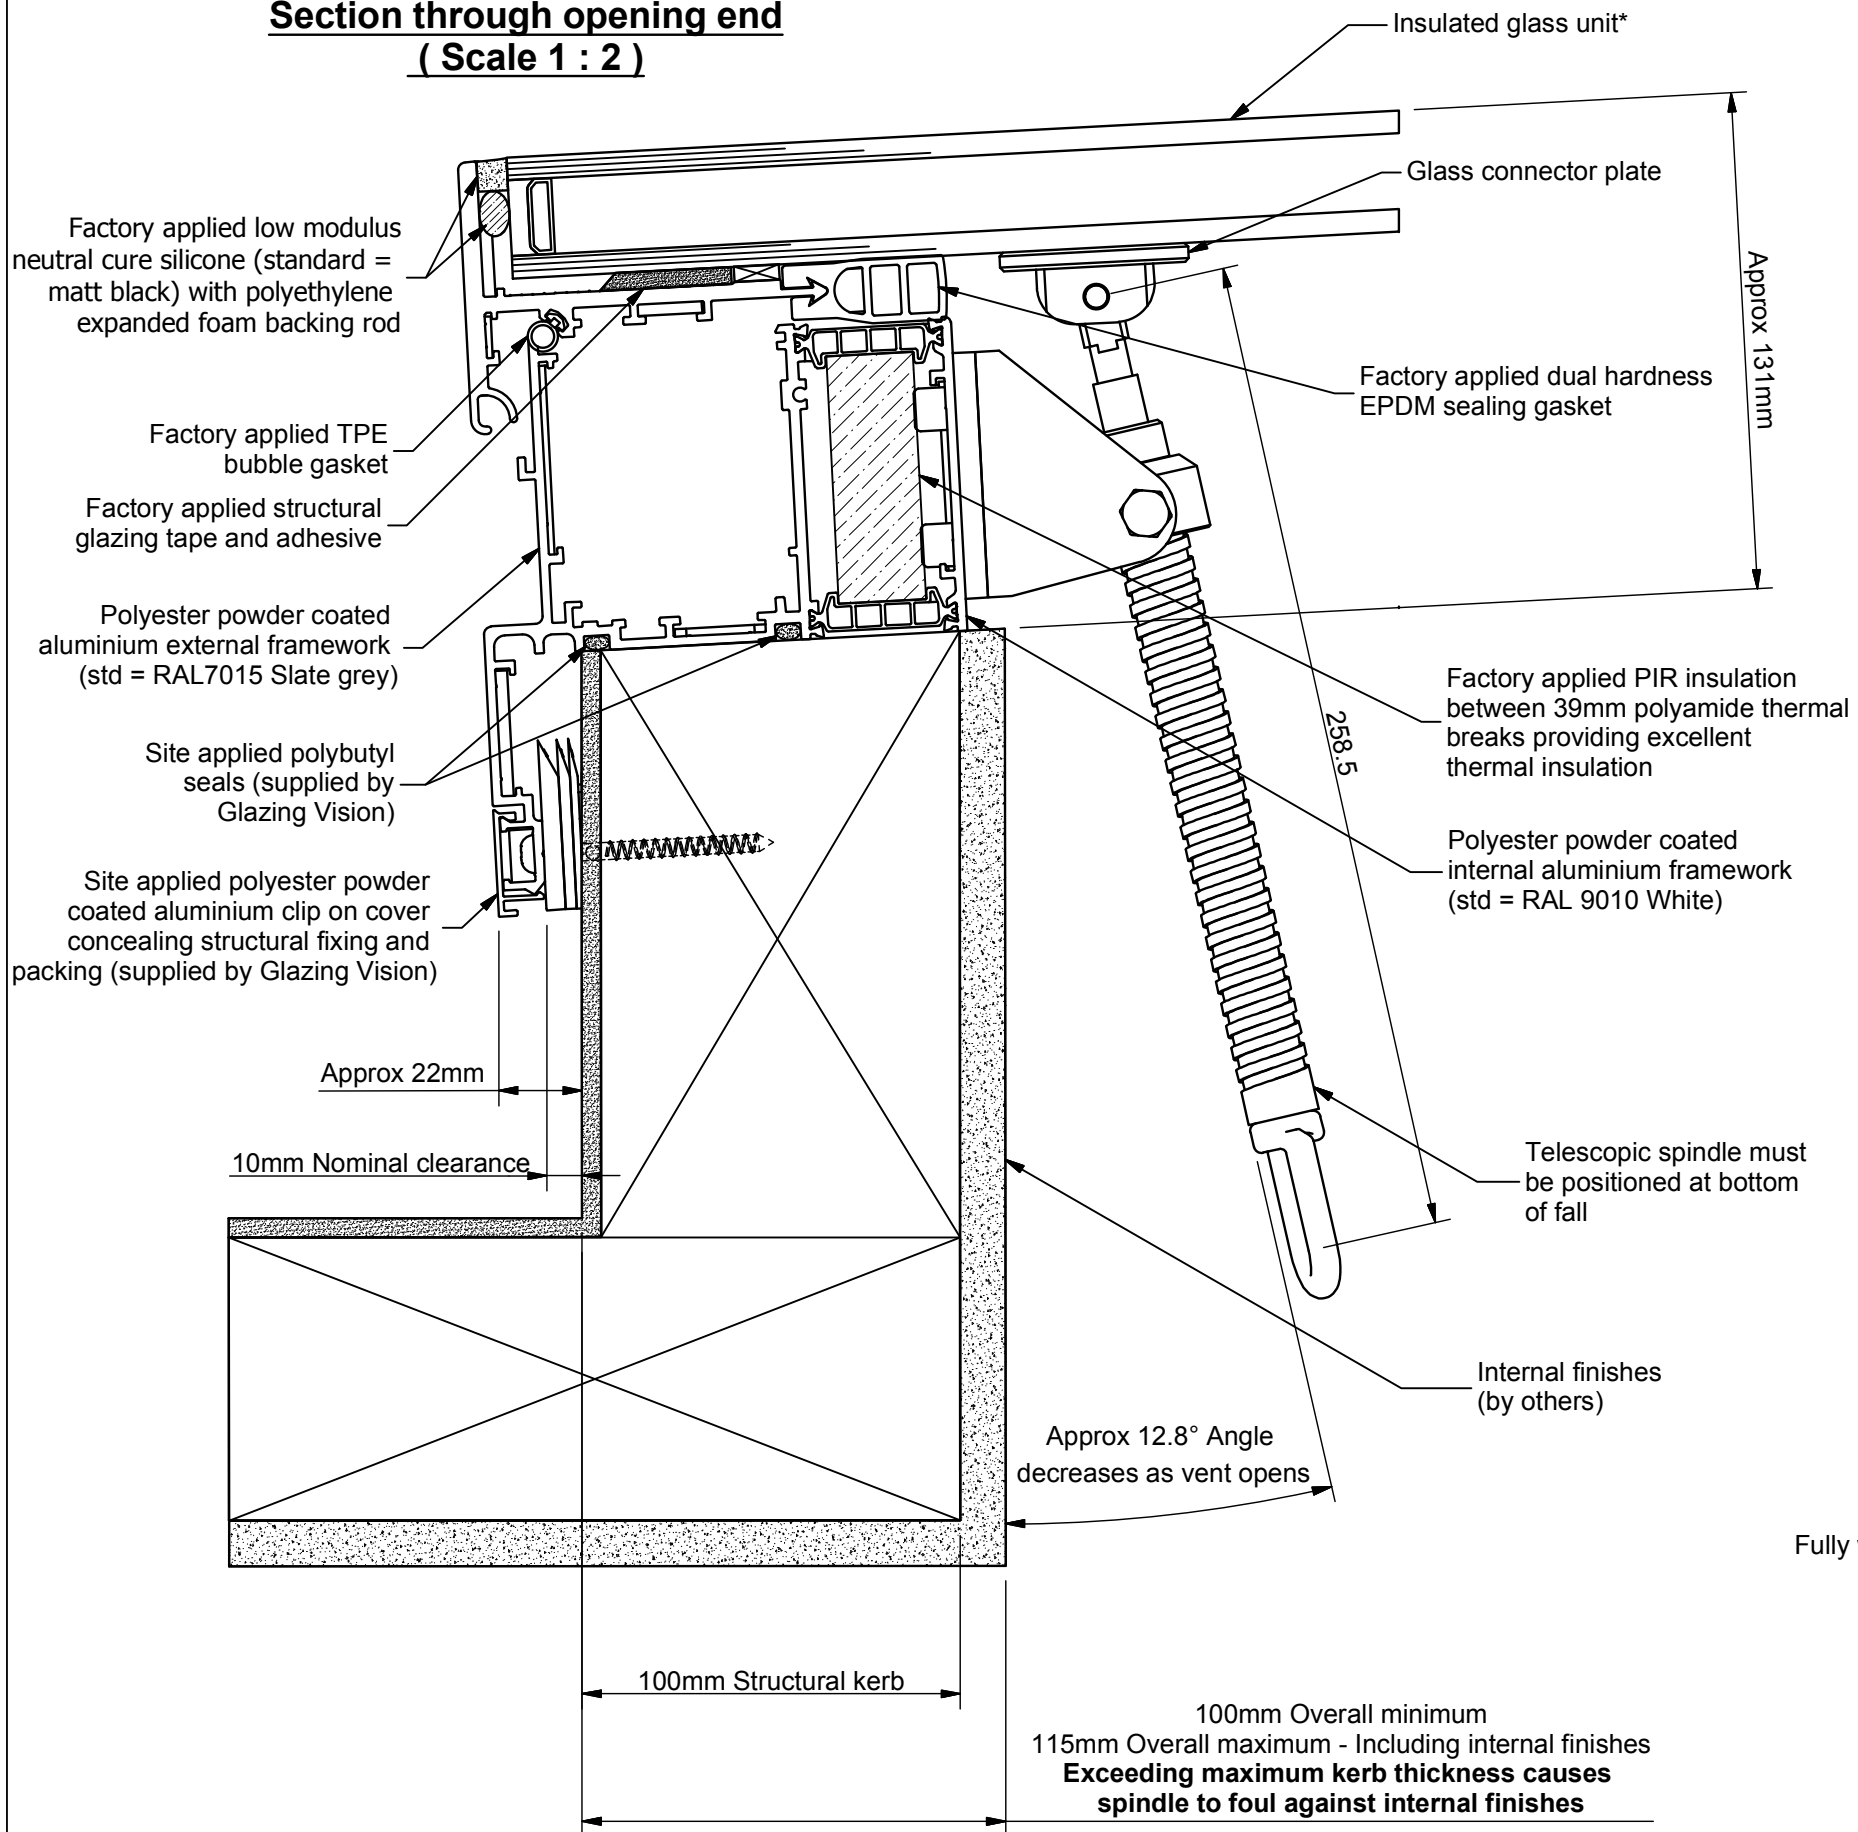 Section through opening end
( Scale 1 : 2 )
Insulated glass unit*
Glass connector plate
Approx 131mm
Factory applied low modulus
neutral cure silicone (standard =
matt black) with polyethylene
expanded foam backing rod
Factory applied dual hardness
EPDM sealing gasket
Factory applied TPE
bubble gasket
Factory applied structural
glazing tape and adhesive
Polyester powder coated
aluminium external framework
(std = RAL7015 Slate grey)
Factory applied PIR insulation
between 39mm polyamide thermal
breaks providing excellent
thermal insulation
258.5
Site applied polybutyl
seals (supplied by
Glazing Vision)
Polyester powder coated
internal aluminium framework
(std = RAL 9010 White)
Site applied polyester powder
coated aluminium clip on cover
concealing structural fixing and
packing (supplied by Glazing Vision)
Approx 22mm
10mm Nominal clearance
Telescopic spindle must
be positioned at bottom
of fall
Internal finishes
(by others)
Approx 12.8° Angle
decreases as vent opens
Fully
100mm Structural kerb
100mm Overall minimum
115mm Overall maximum - Including internal finishes
Exceeding maximum kerb thickness causes
spindle to foul against internal finishes